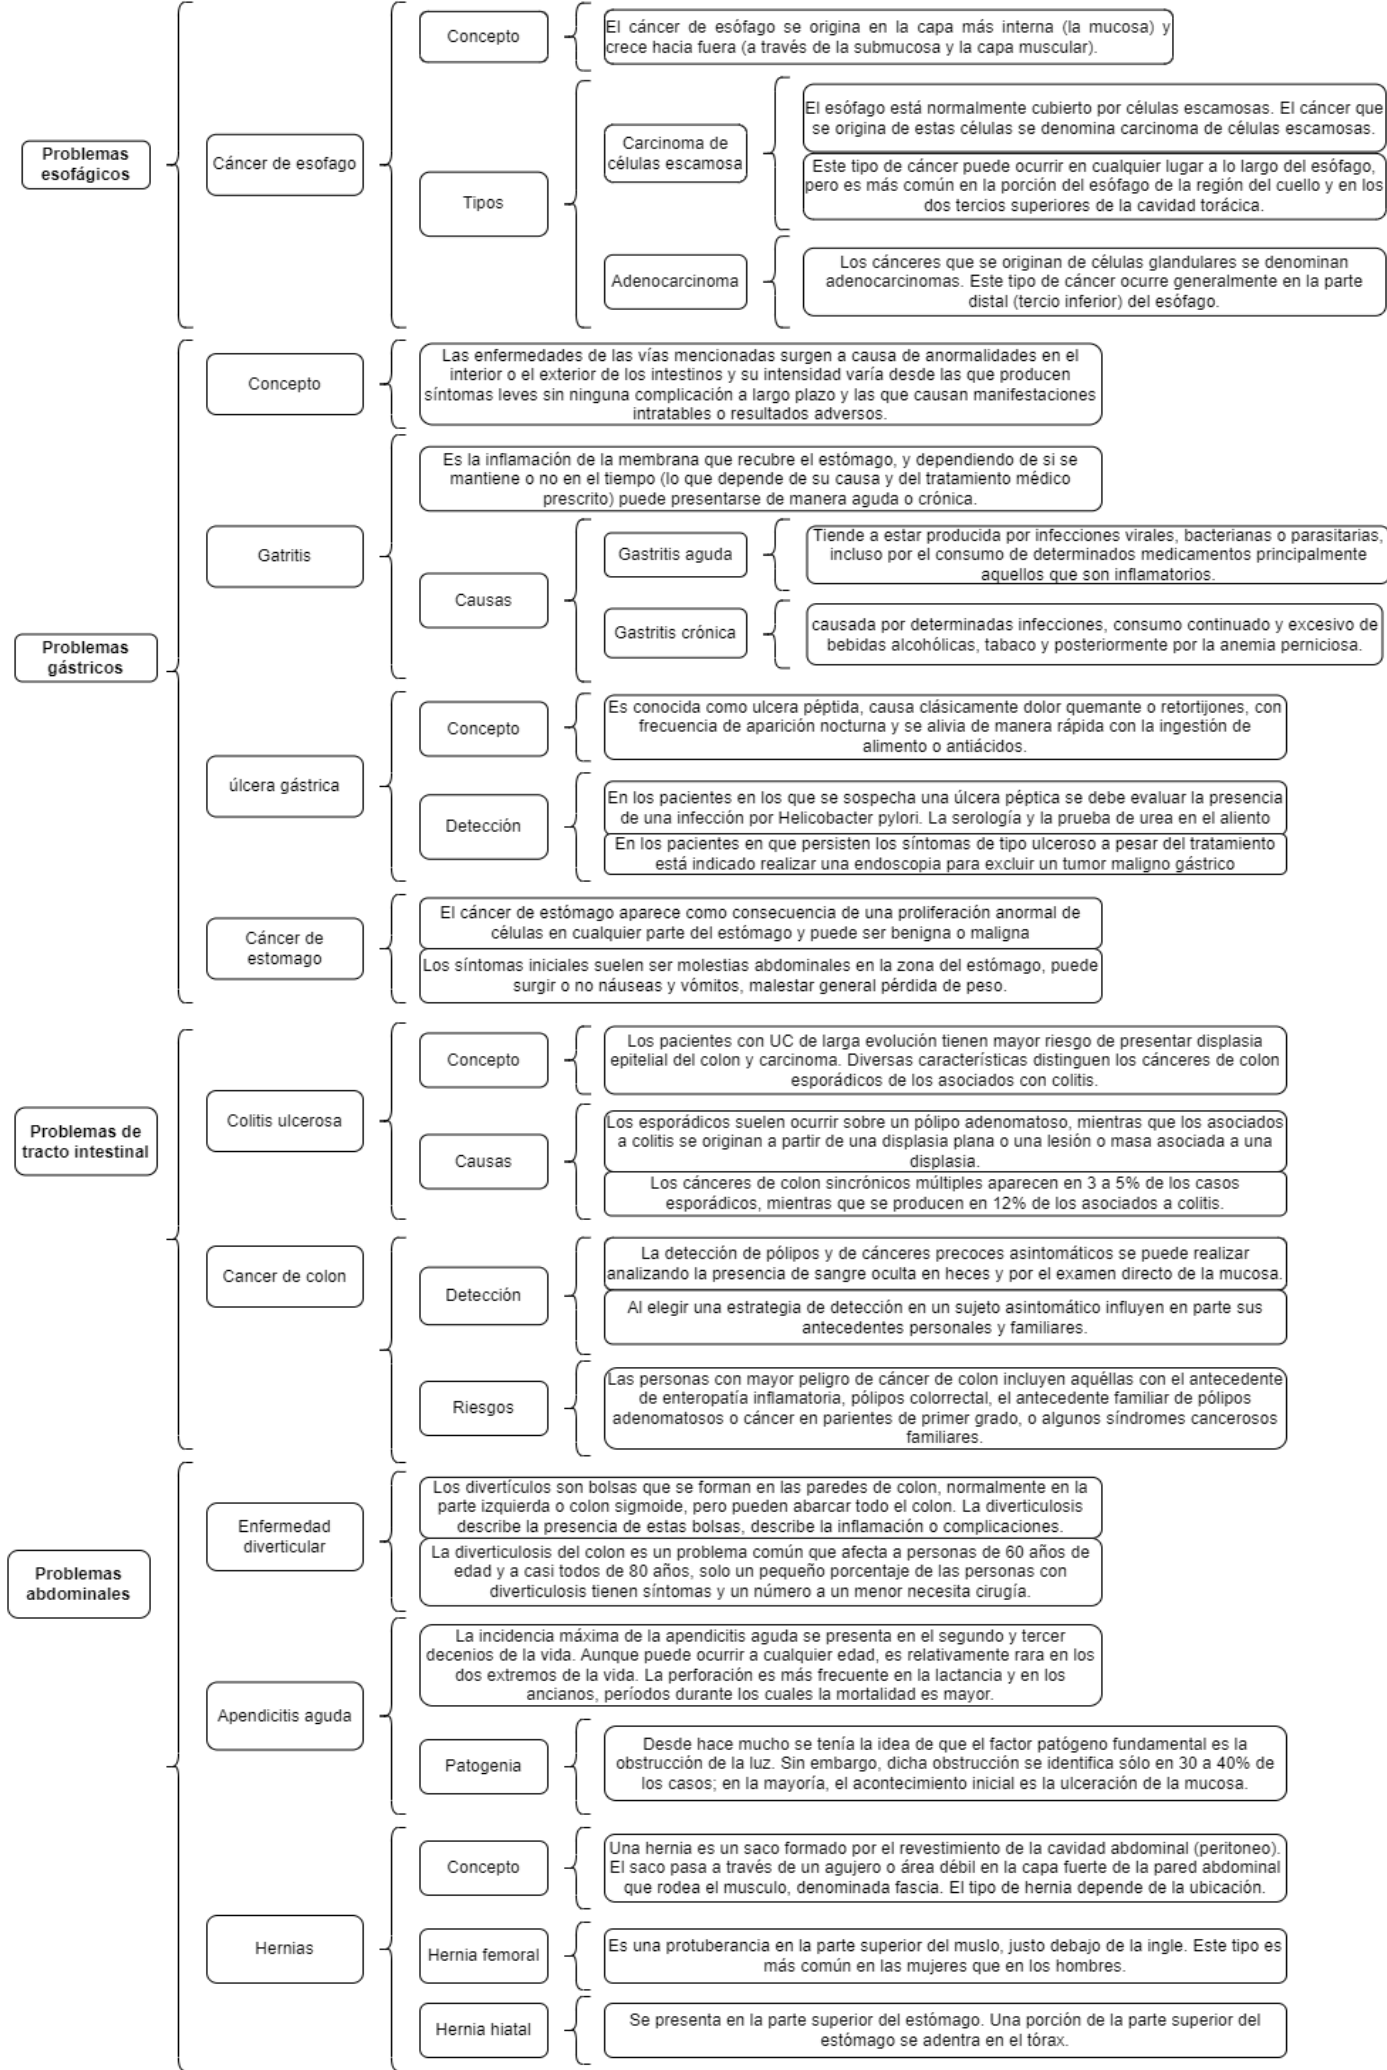 Problemas
esofágicos
Cáncer de esofago
Concepto
El cáncer de esófago se origina en la capa más interna (la mucosa) y
crece hacia fuera (a través de la submucosa y la capa muscular).
Tipos
Carcinoma de
células escamosa
El esófago está normalmente cubierto por células escamosas. El cáncer que
se origina de estas células se denomina carcinoma de células escamosas.
Este tipo de cáncer puede ocurrir en cualquier lugar a lo largo del esófago,
pero es más común en la porción del esófago de la región del cuello y en los
dos tercios superiores de la cavidad torácica.
Adenocarcinoma
Los cánceres que se originan de células glandulares se denominan
adenocarcinomas. Este tipo de cáncer ocurre generalmente en la parte
distal (tercio inferior) del esófago.
Problemas
gástricos
Concepto
Las enfermedades de las vías mencionadas surgen a causa de anormalidades en el
interior o el exterior de los intestinos y su intensidad varía desde las que producen
síntomas leves sin ninguna complicación a largo plazo y las que causan manifestaciones
intratables o resultados adversos.
Gatritis
Es la inflamación de la membrana que recubre el estómago, y dependiendo de si se
mantiene o no en el tiempo (lo que depende de su causa y del tratamiento médico
prescrito) puede presentarse de manera aguda o crónica.
Causas
Gastritis aguda
Tiende a estar producida por infecciones virales, bacterianas o parasitarias,
incluso por el consumo de determinados medicamentos principalmente
aquellos que son inflamatorios.
Gastritis crónica
causada por determinadas infecciones, consumo continuado y excesivo de
bebidas alcohólicas, tabaco y posteriormente por la anemia perniciosa.
úlcera gástrica
Concepto
Es conocida como ulcera péptida, causa clásicamente dolor quemante o retortijones, con
frecuencia de aparición nocturna y se alivia de manera rápida con la ingestión de
alimento o antiácidos.
Detección
En los pacientes en los que se sospecha una úlcera péptica se debe evaluar la presencia
de una infección por Helicobacter pylori. La serología y la prueba de urea en el aliento
En los pacientes en que persisten los síntomas de tipo ulceroso a pesar del tratamiento
está indicado realizar una endoscopia para excluir un tumor maligno gástrico
Cáncer de
estomago
El cáncer de estómago aparece como consecuencia de una proliferación anormal de
células en cualquier parte del estómago y puede ser benigna o maligna
Los síntomas iniciales suelen ser molestias abdominales en la zona del estómago, puede
surgir o no náuseas y vómitos, malestar general pérdida de peso.
Problemas de
tracto intestinal
Colitis ulcerosa
Concepto
Los pacientes con UC de larga evolución tienen mayor riesgo de presentar displasia
epitelial del colon y carcinoma. Diversas características distinguen los cánceres de colon
esporádicos de los asociados con colitis.
Causas
Los esporádicos suelen ocurrir sobre un pólipo adenomatoso, mientras que los asociados
a colitis se originan a partir de una displasia plana o una lesión o masa asociada a una
displasia.
Los cánceres de colon sincrónicos múltiples aparecen en 3 a 5% de los casos
esporádicos, mientras que se producen en 12% de los asociados a colitis.
Cancer de colon
Detección
La detección de pólipos y de cánceres precoces asintomáticos se puede realizar
analizando la presencia de sangre oculta en heces y por el examen directo de la mucosa.
Al elegir una estrategia de detección en un sujeto asintomático influyen en parte sus
antecedentes personales y familiares.
Riesgos
Las personas con mayor peligro de cáncer de colon incluyen aquéllas con el antecedente
de enteropatía inflamatoria, pólipos colorrectal, el antecedente familiar de pólipos
adenomatosos o cáncer en parientes de primer grado, o algunos síndromes cancerosos
familiares.
Problemas
abdominales
Enfermedad
diverticular
Los divertículos son bolsas que se forman en las paredes de colon, normalmente en la
parte izquierda o colon sigmoide, pero pueden abarcar todo el colon. La diverticulosis
describe la presencia de estas bolsas, describe la inflamación o complicaciones.
La diverticulosis del colon es un problema común que afecta a personas de 60 años de
edad y a casi todos de 80 años, solo un pequeño porcentaje de las personas con
diverticulosis tienen síntomas y un número a un menor necesita cirugía.
Apendicitis aguda
La incidencia máxima de la apendicitis aguda se presenta en el segundo y tercer
decenios de la vida. Aunque puede ocurrir a cualquier edad, es relativamente rara en los
dos extremos de la vida. La perforación es más frecuente en la lactancia y en los
ancianos, períodos durante los cuales la mortalidad es mayor.
Patogenia
Desde hace mucho se tenía la idea de que el factor patógeno fundamental es la
obstrucción de la luz. Sin embargo, dicha obstrucción se identifica sólo en 30 a 40% de
los casos; en la mayoría, el acontecimiento inicial es la ulceración de la mucosa.
Hernias
Concepto
Una hernia es un saco formado por el revestimiento de la cavidad abdominal (peritoneo).
El saco pasa a través de un agujero o área débil en la capa fuerte de la pared abdominal
que rodea el musculo, denominada fascia. El tipo de hernia depende de la ubicación.
Hernia femoral
Es una protuberancia en la parte superior del muslo, justo debajo de la ingle. Este tipo es
más común en las mujeres que en los hombres.
Hernia hiatal
Se presenta en la parte superior del estómago. Una porción de la parte superior del
estómago se adentra en el tórax.